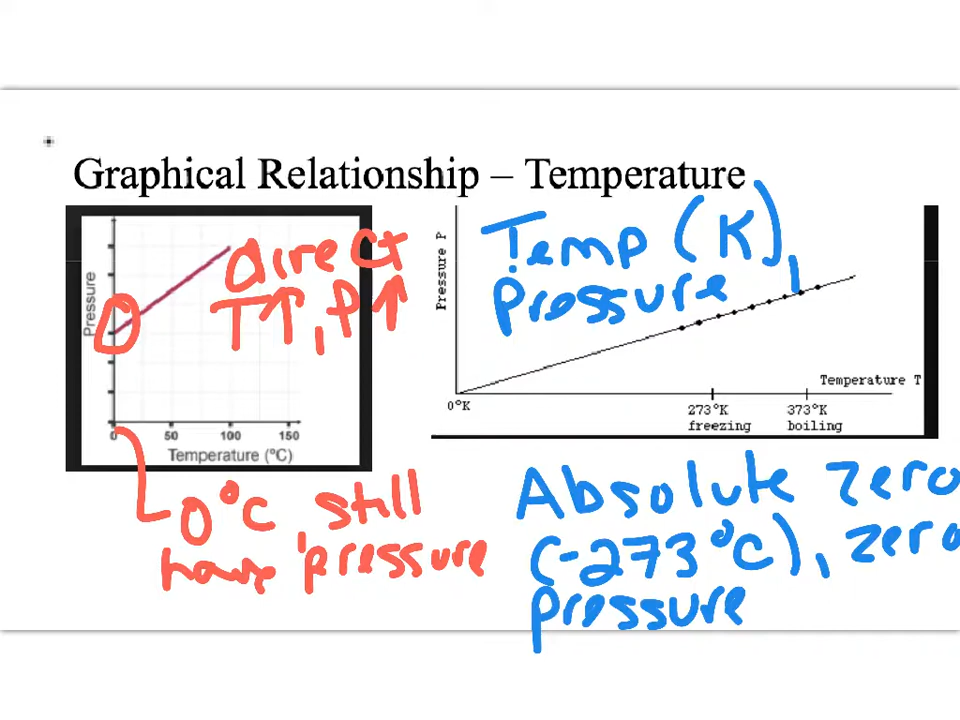 Graphical Relationship – Temperature
Pressure
0
50
100
150
Temperature (°C)
direct
T↑, P↑
0°C, still
have pressure
Pressure P
Temp (K),
pressure
Temperature T
0°K
273°K
freezing
373°K
boiling
Absolute zero
(-273°C), zero
pressure